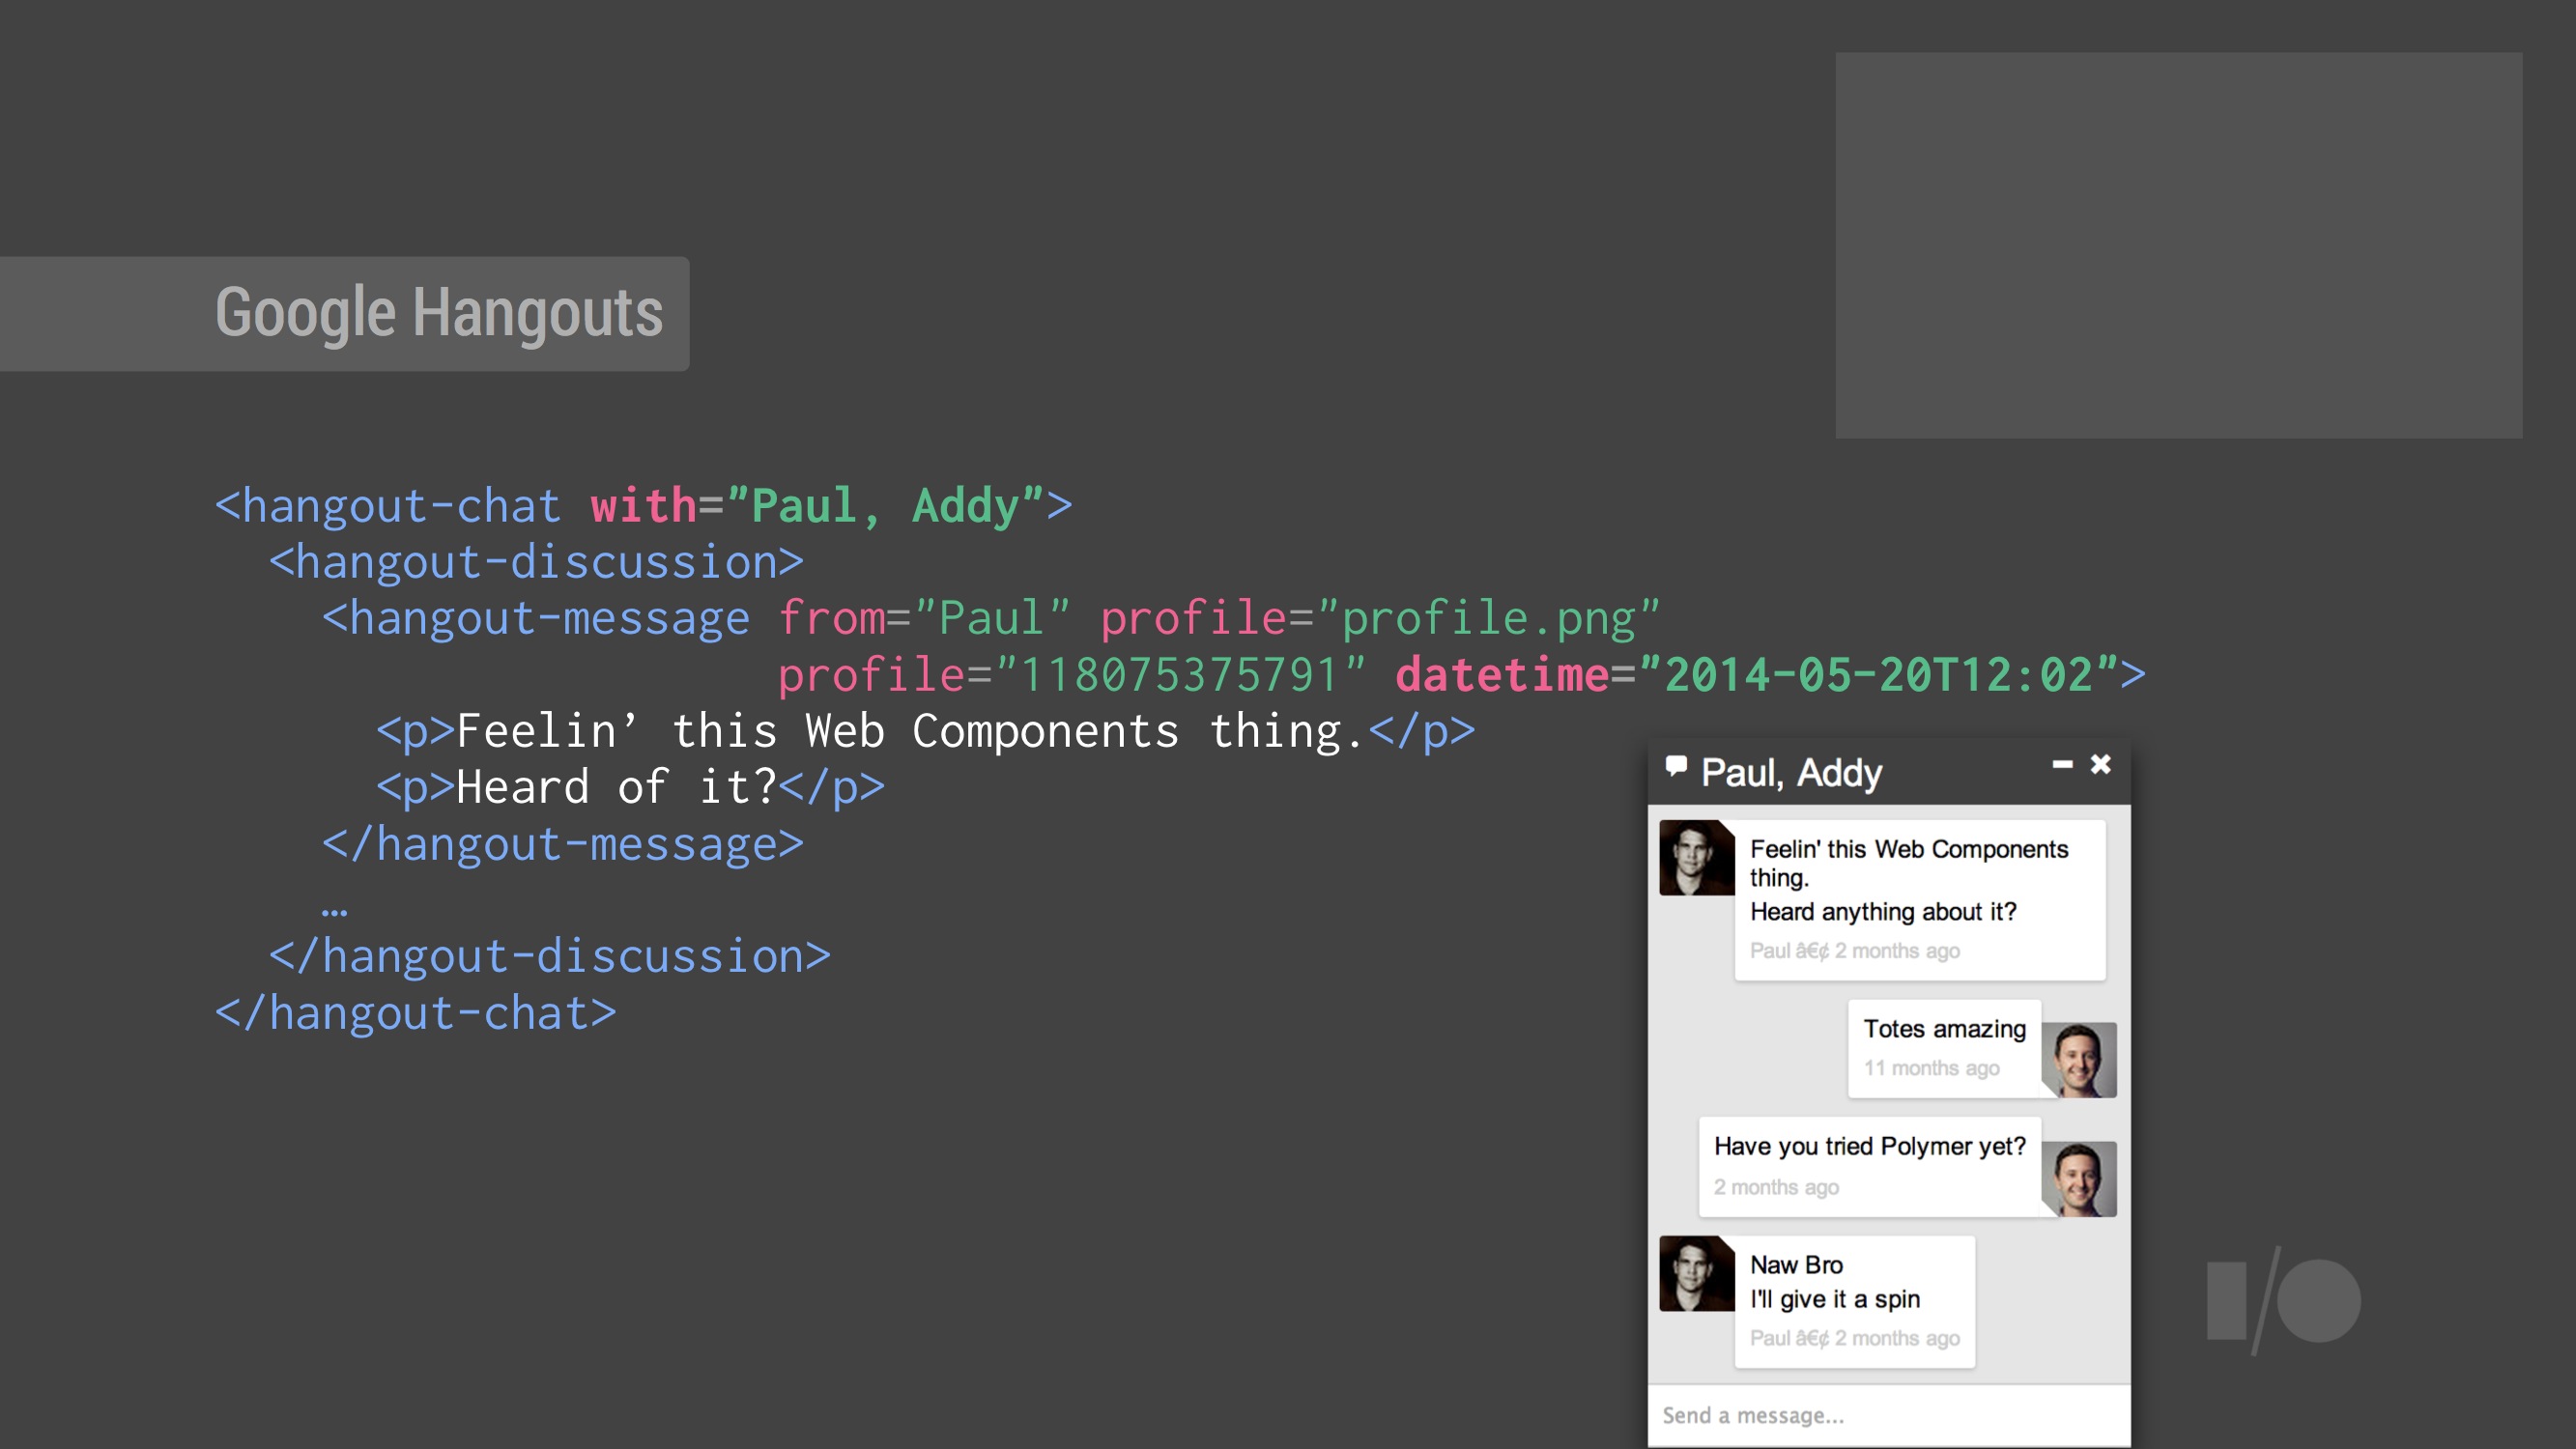 Google Hangouts
<hangout-chat with="Paul, Addy">
<hangout-discussion>
<hangout-message from="Paul" profile="profile.png"
profile="118075375791" datetime="2014-05-20T12:02">
<p>Feelin’ this Web Components thing.</p>
<p>Heard of it?</p>
</hangout-message>
…
</hangout-discussion>
</hangout-chat>
Paul, Addy
Feelin' this Web Components
thing.
Heard anything about it?
Paul â€¢ 2 months ago
Totes amazing
11 months ago
Have you tried Polymer yet?
2 months ago
Naw Bro
I'll give it a spin
Paul â€¢ 2 months ago
Send a message...
I/O